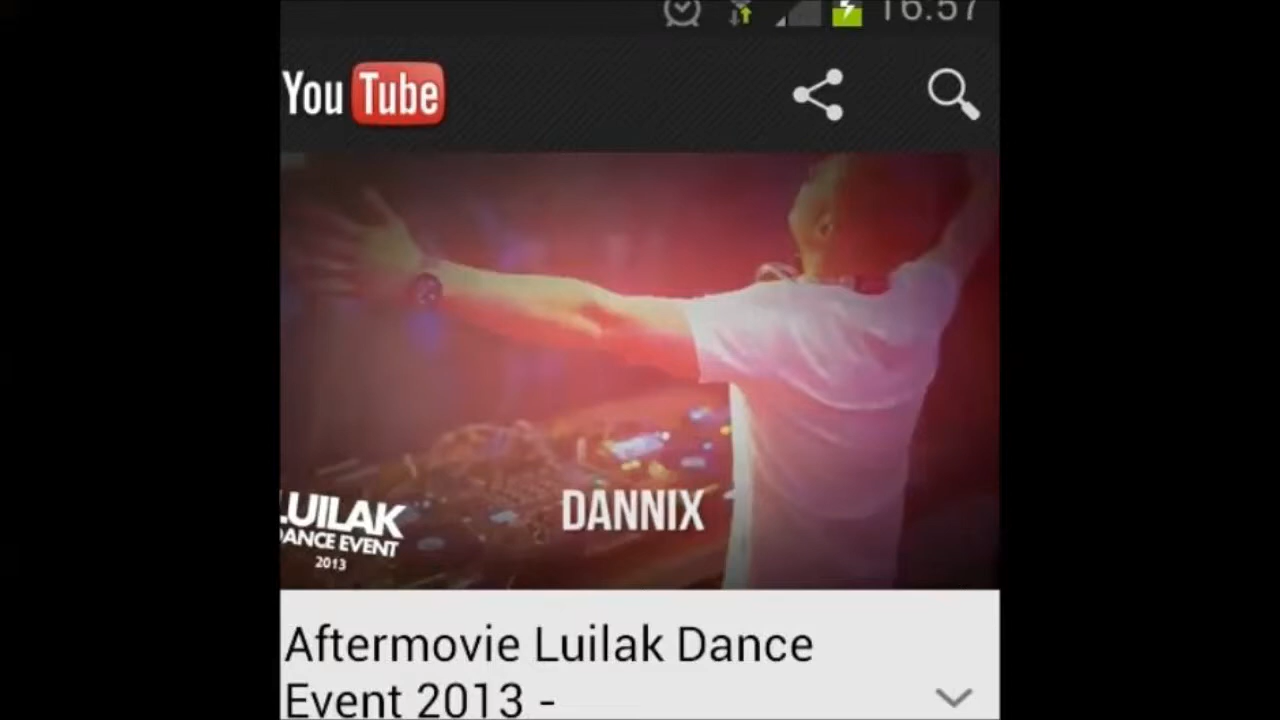 16:57
YouTube
DANNIX
LUILAK
DANCE EVENT
2013
Aftermovie Luilak Dance
Event 2013 -